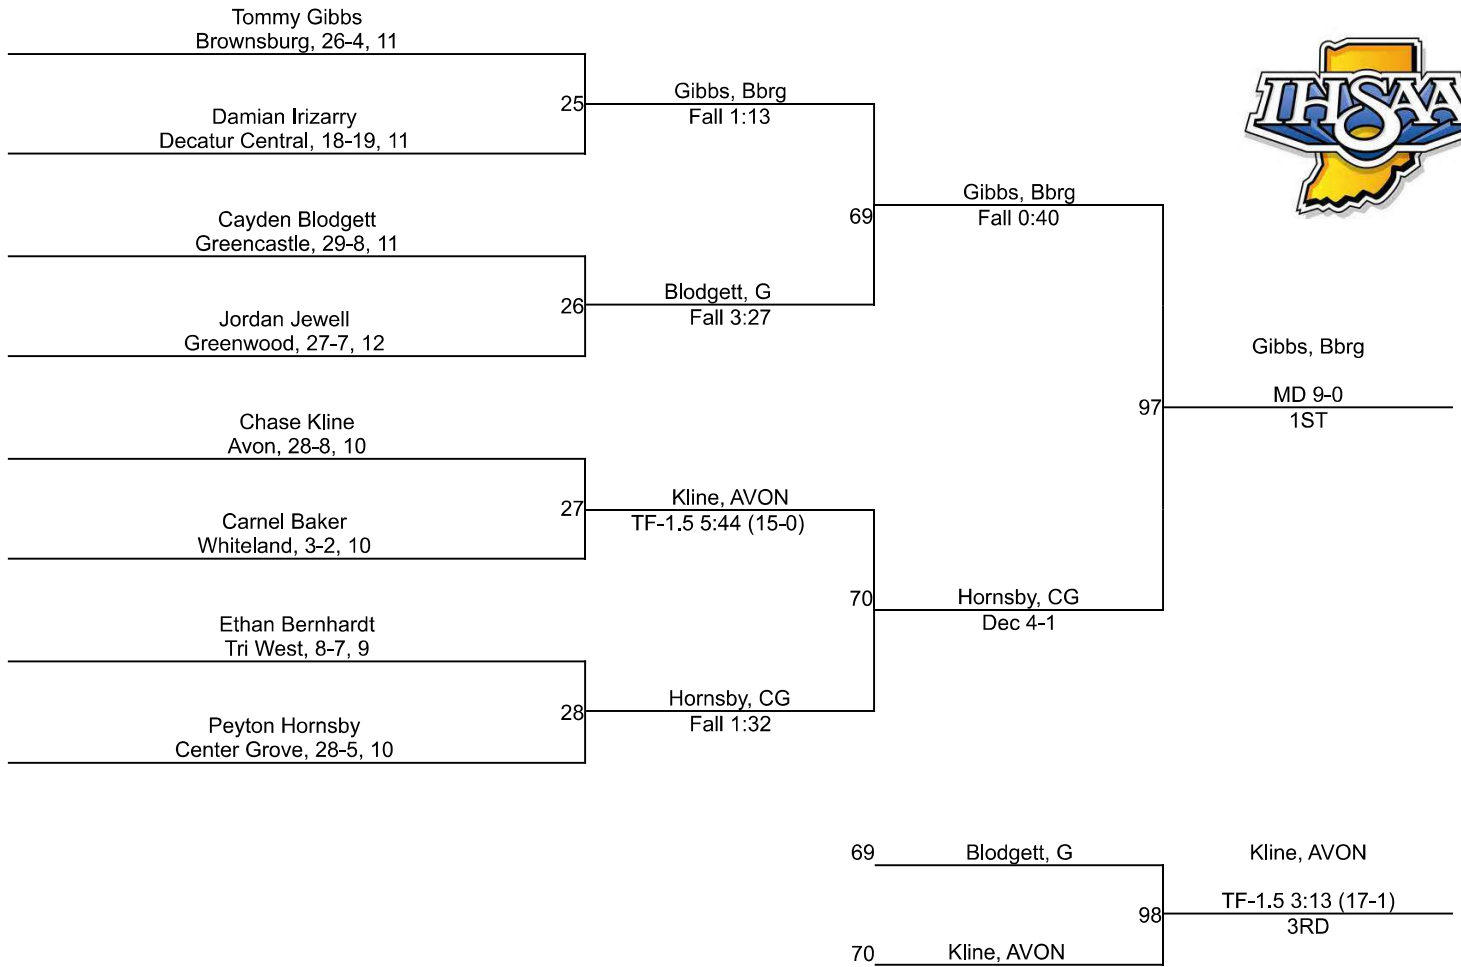 Tommy Gibbs
Brownsburg, 26-4, 11
25
Gibbs, Bbrg
Fall 1:13
Damian Irizarry
Decatur Central, 18-19, 11
69
Gibbs, Bbrg
Fall 0:40
IHSAA
Cayden Blodgett
Greencastle, 29-8, 11
26
Blodgett, G
Fall 3:27
Jordan Jewell
Greenwood, 27-7, 12
97
Gibbs, Bbrg
MD 9-0
1ST
Chase Kline
Avon, 28-8, 10
27
Kline, AVON
TF-1.5 5:44 (15-0)
Carnel Baker
Whiteland, 3-2, 10
70
Hornsby, CG
Dec 4-1
Ethan Bernhardt
Tri West, 8-7, 9
28
Hornsby, CG
Fall 1:32
Peyton Hornsby
Center Grove, 28-5, 10
69
Blodgett, G
98
Kline, AVON
TF-1.5 3:13 (17-1)
3RD
70
Kline, AVON